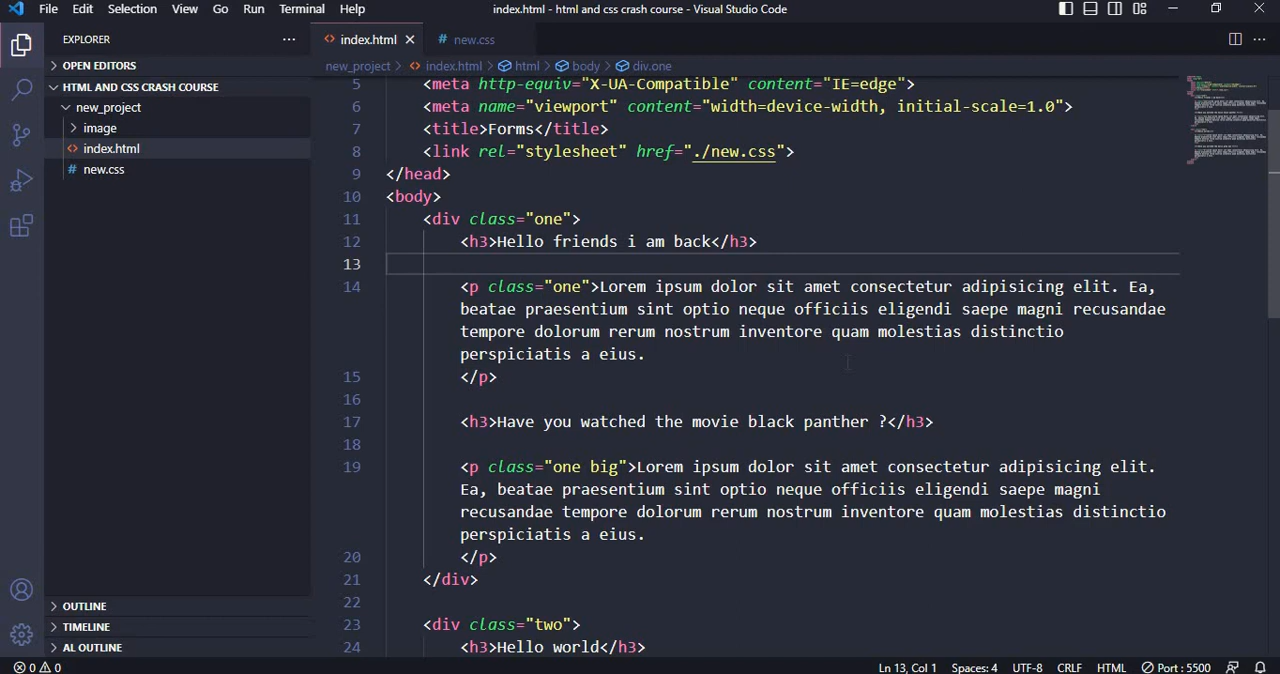 File Edit Selection View Go Run Terminal Help index.html - html and css crash course - Visual Studio Code
EXPLORER ··· <> index.html × # new.css ···
OPEN EDITORS new_project > <> index.html > html > body > div.one
HTML AND CSS CRASH COURSE
new_project
image
<> index.html
# new.css
5 <meta http-equiv="X-UA-Compatible" content="IE=edge">
6 <meta name="viewport" content="width=device-width, initial-scale=1.0">
7 <title>Forms</title>
8 <link rel="stylesheet" href="./new.css">
9 </head>
10 <body>
11 <div class="one">
12 <h3>Hello friends i am back</h3>
13
14 <p class="one">Lorem ipsum dolor sit amet consectetur adipisicing elit. Ea,
beatae praesentium sint optio neque officiis eligendi saepe magni recusandae
tempore dolorum rerum nostrum inventore quam molestias distinctio
perspiciatis a eius.
15 </p>
16
17 <h3>Have you watched the movie black panther ?</h3>
18
19 <p class="one big">Lorem ipsum dolor sit amet consectetur adipisicing elit.
Ea, beatae praesentium sint optio neque officiis eligendi saepe magni
recusandae tempore dolorum rerum nostrum inventore quam molestias distinctio
perspiciatis a eius.
20 </p>
21 </div>
22
23 <div class="two">
24 <h3>Hello world</h3>
OUTLINE
TIMELINE
AL OUTLINE
0 0 Ln 13, Col 1 Spaces: 4 UTF-8 CRLF HTML Port : 5500